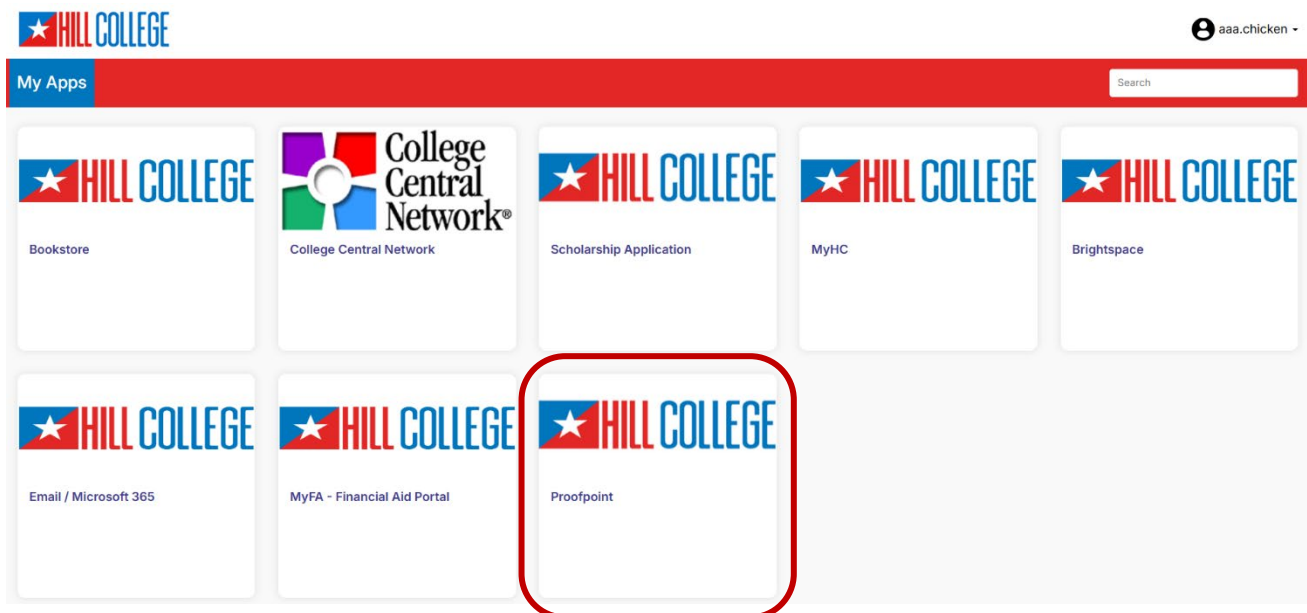 HILL COLLEGE
aaa.chicken
My Apps
Search
HILL COLLEGE
Bookstore
College
Central
Network®
College Central Network
HILL COLLEGE
Scholarship Application
HILL COLLEGE
MyHC
HILL COLLEGE
Brightspace
HILL COLLEGE
Email / Microsoft 365
HILL COLLEGE
MyFA - Financial Aid Portal
HILL COLLEGE
Proofpoint